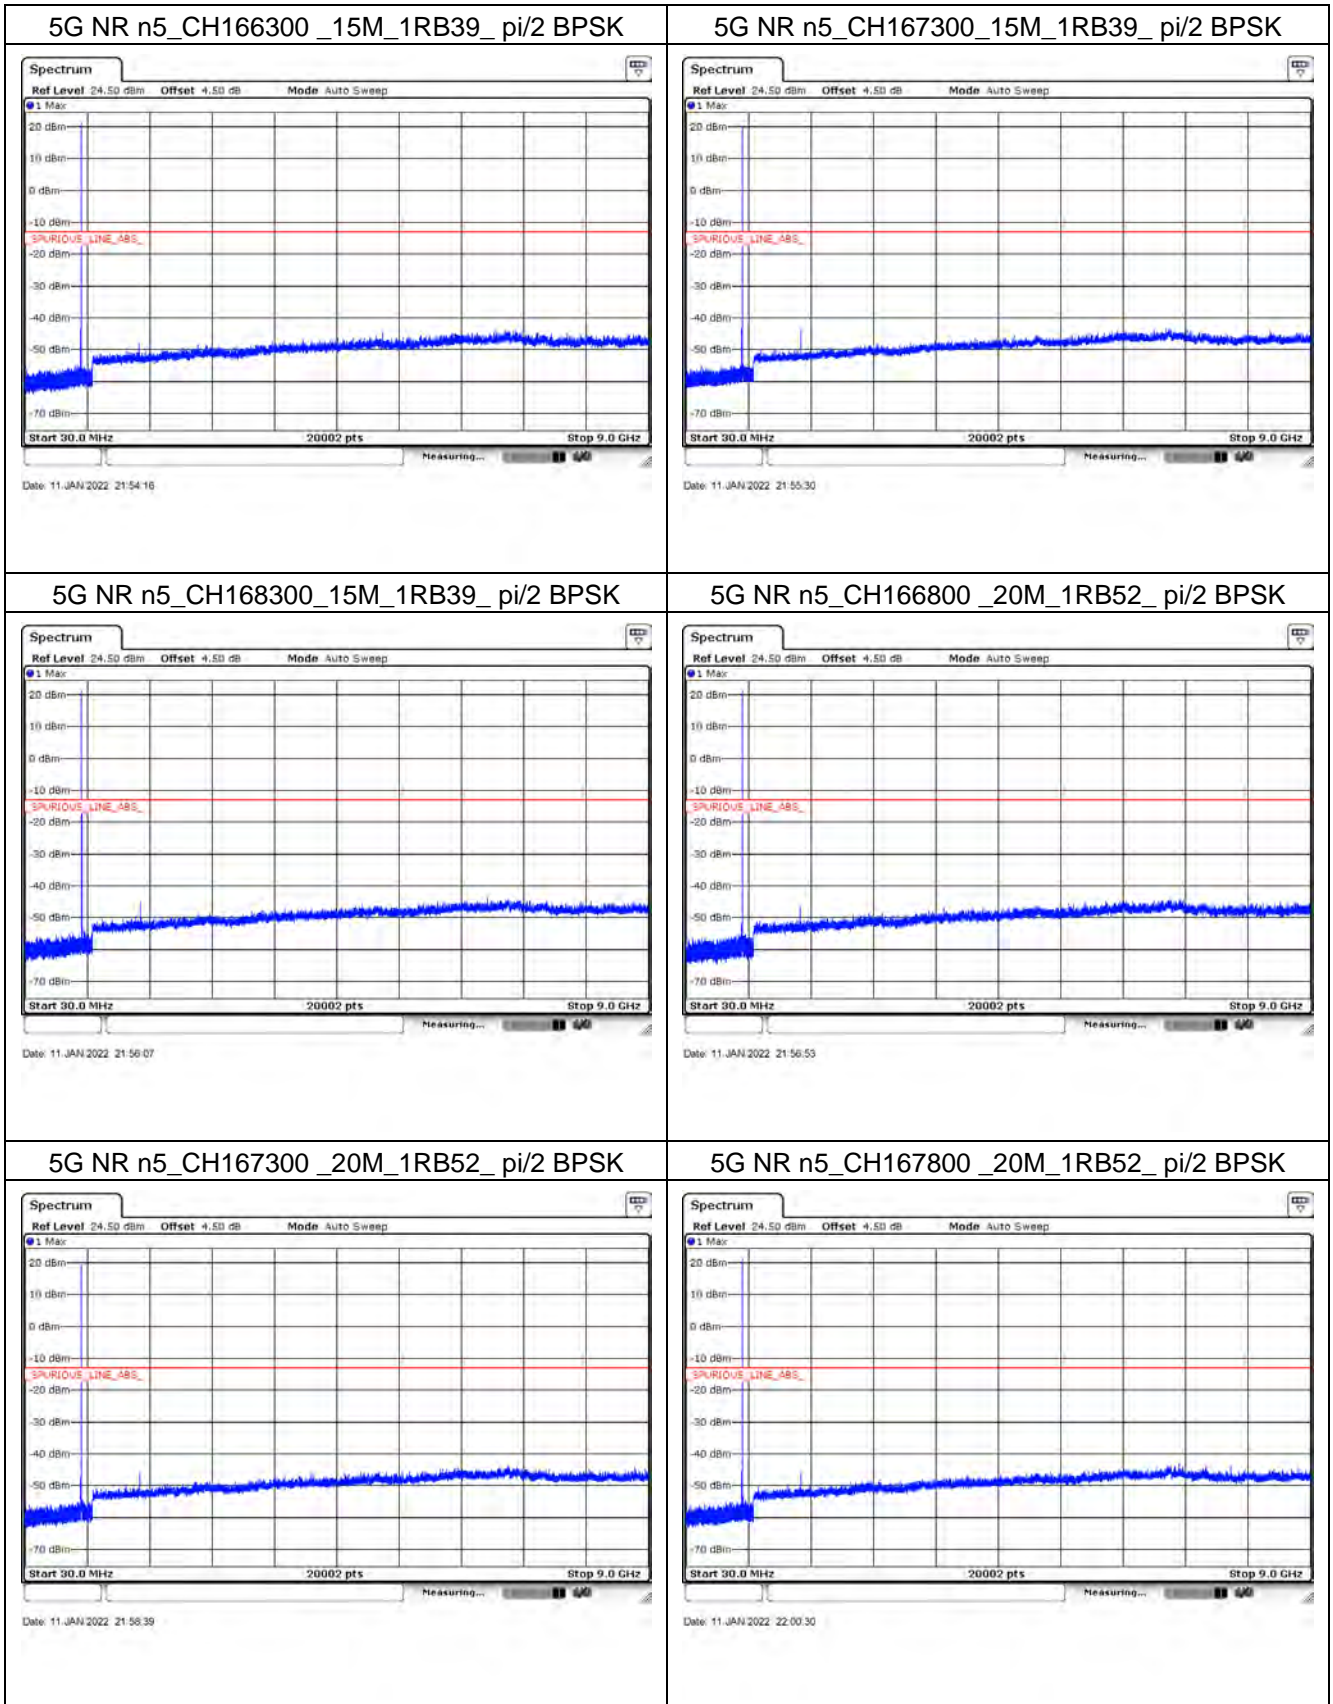 5G NR n5_CH166300 _15M_1RB39_ pi/2 BPSK
Spectrum
Ref Level 24.50 dBm Offset 4.50 dB Mode Auto Sweep
1 Max
20 dBm
10 dBm
0 dBm
-10 dBm
_SPURIOUS_LINE_ABS_
-20 dBm
-30 dBm
-40 dBm
-50 dBm
-70 dBm
Start 30.0 MHz 20002 pts Stop 9.0 GHz
Measuring...
Date: 11.JAN.2022 21:54:16
5G NR n5_CH167300_15M_1RB39_ pi/2 BPSK
Spectrum
Ref Level 24.50 dBm Offset 4.50 dB Mode Auto Sweep
1 Max
20 dBm
10 dBm
0 dBm
-10 dBm
_SPURIOUS_LINE_ABS_
-20 dBm
-30 dBm
-40 dBm
-50 dBm
-70 dBm
Start 30.0 MHz 20002 pts Stop 9.0 GHz
Measuring...
Date: 11.JAN.2022 21:55:30
5G NR n5_CH168300_15M_1RB39_ pi/2 BPSK
Spectrum
Ref Level 24.50 dBm Offset 4.50 dB Mode Auto Sweep
1 Max
20 dBm
10 dBm
0 dBm
-10 dBm
_SPURIOUS_LINE_ABS_
-20 dBm
-30 dBm
-40 dBm
-50 dBm
-70 dBm
Start 30.0 MHz 20002 pts Stop 9.0 GHz
Measuring...
Date: 11.JAN.2022 21:56:07
5G NR n5_CH166800 _20M_1RB52_ pi/2 BPSK
Spectrum
Ref Level 24.50 dBm Offset 4.50 dB Mode Auto Sweep
1 Max
20 dBm
10 dBm
0 dBm
-10 dBm
_SPURIOUS_LINE_ABS_
-20 dBm
-30 dBm
-40 dBm
-50 dBm
-70 dBm
Start 30.0 MHz 20002 pts Stop 9.0 GHz
Measuring...
Date: 11.JAN.2022 21:56:53
5G NR n5_CH167300 _20M_1RB52_ pi/2 BPSK
Spectrum
Ref Level 24.50 dBm Offset 4.50 dB Mode Auto Sweep
1 Max
20 dBm
10 dBm
0 dBm
-10 dBm
_SPURIOUS_LINE_ABS_
-20 dBm
-30 dBm
-40 dBm
-50 dBm
-70 dBm
Start 30.0 MHz 20002 pts Stop 9.0 GHz
Measuring...
Date: 11.JAN.2022 21:58:39
5G NR n5_CH167800 _20M_1RB52_ pi/2 BPSK
Spectrum
Ref Level 24.50 dBm Offset 4.50 dB Mode Auto Sweep
1 Max
20 dBm
10 dBm
0 dBm
-10 dBm
_SPURIOUS_LINE_ABS_
-20 dBm
-30 dBm
-40 dBm
-50 dBm
-70 dBm
Start 30.0 MHz 20002 pts Stop 9.0 GHz
Measuring...
Date: 11.JAN.2022 22:00:30